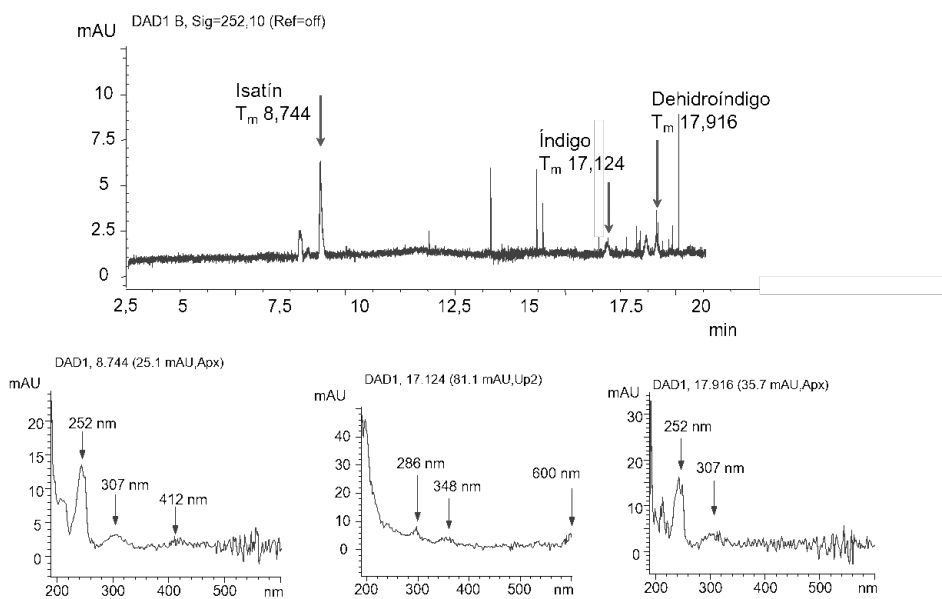 DAD1 B, Sig=252,10 (Ref=off)
mAU
Isatín
Tm 8,744
Dehidroíndigo
Tm 17,916
Índigo
Tm 17,124
10
7.5
5
2.5
0
2,5
5
7.5
10
12,5
15
17.5
20
min
DAD1, 8.744 (25.1 mAU,Apx)
mAU
20
15
10
5
0
252 nm
307 nm
412 nm
200
300
400
500
nm
DAD1, 17.124 (81.1 mAU,Up2)
mAU
40
30
20
10
0
286 nm
348 nm
600 nm
200
300
400
500
nm
DAD1, 17.916 (35.7 mAU,Apx)
mAU
30
20
10
0
252 nm
307 nm
200
300
400
500
nm